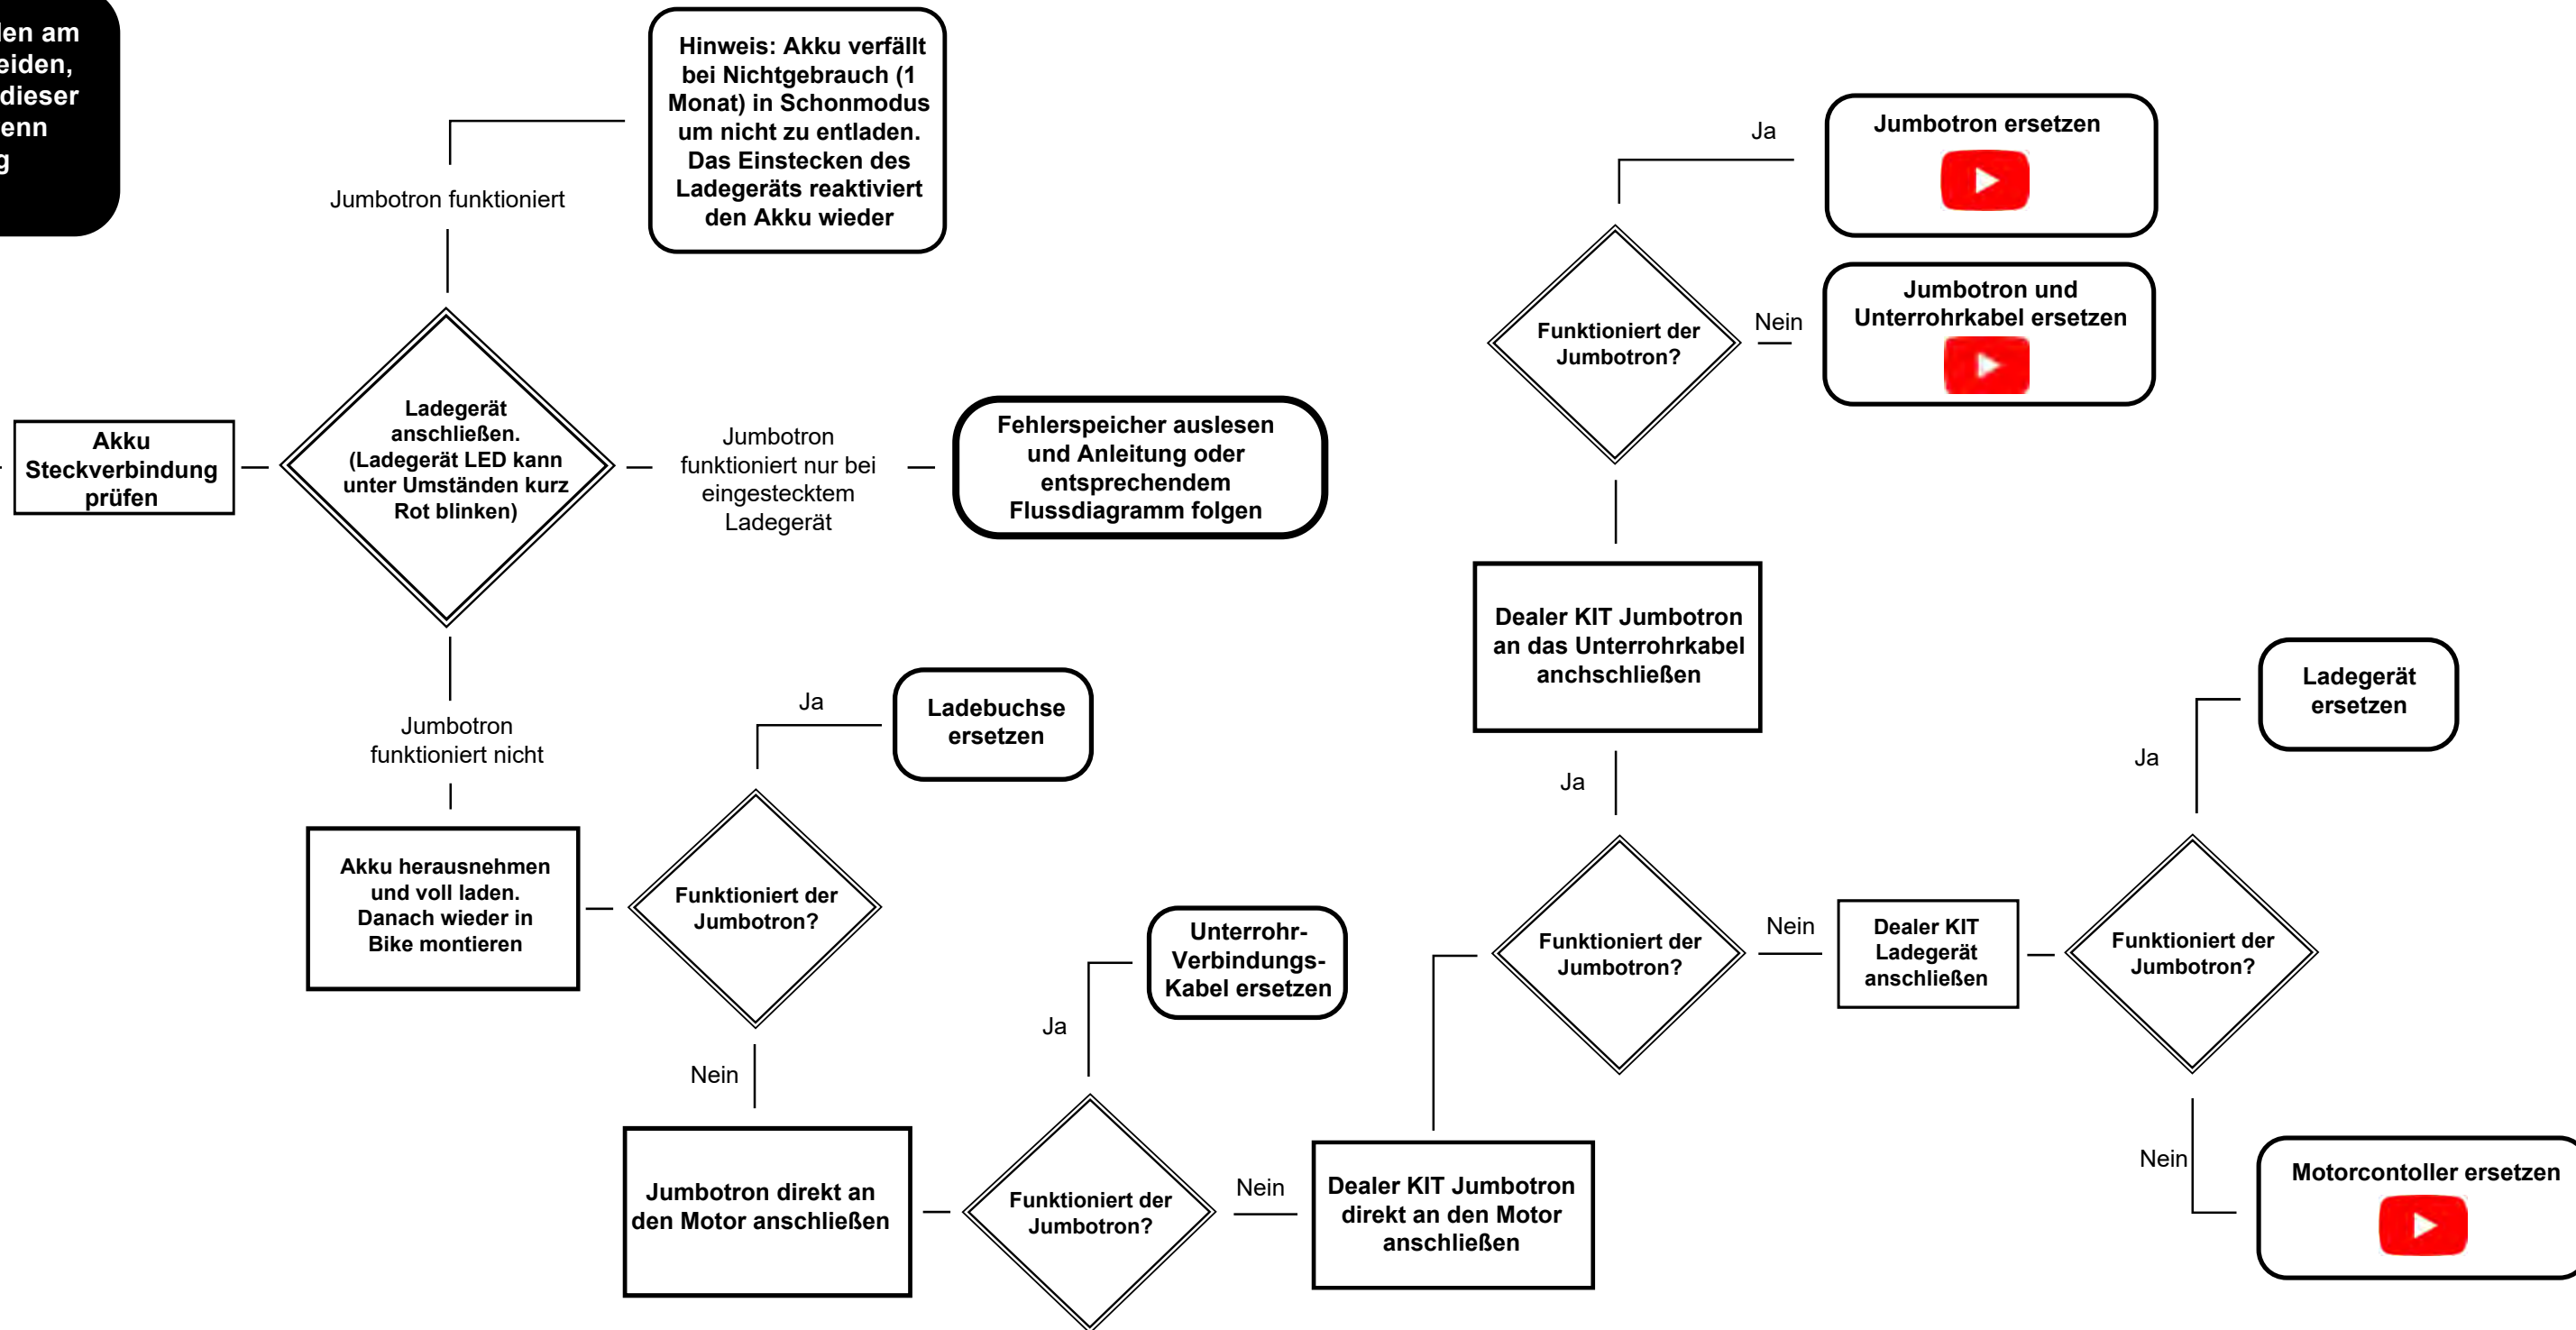 Hinweis: Akku verfällt
bei Nichtgebrauch (1
Monat) in Schonmodus
um nicht zu entladen.
Das Einstecken des
Ladegeräts reaktiviert
den Akku wieder
Jumbotron funktioniert
Akku
Steckverbindung
prüfen
Ladegerät
anschließen.
(Ladegerät LED kann
unter Umständen kurz
Rot blinken)
Jumbotron
funktioniert nur bei
eingestecktem
Ladegerät
Fehlerspeicher auslesen
und Anleitung oder
entsprechendem
Flussdiagramm folgen
Jumbotron
funktioniert nicht
Akku herausnehmen
und voll laden.
Danach wieder in
Bike montieren
Funktioniert der
Jumbotron?
Ja
Ladebuchse
ersetzen
Nein
Jumbotron direkt an
den Motor anschließen
Funktioniert der
Jumbotron?
Ja
Unterrohr-
Verbindungs-
Kabel ersetzen
Nein
Dealer KIT Jumbotron
direkt an den Motor
anschließen
Funktioniert der
Jumbotron?
Ja
Dealer KIT Jumbotron
an das Unterrohrkabel
anchschließen
Funktioniert der
Jumbotron?
Ja
Jumbotron ersetzen
Nein
Jumbotron und
Unterrohrkabel ersetzen
Nein
Dealer KIT
Ladegerät
anschließen
Funktioniert der
Jumbotron?
Ja
Ladegerät
ersetzen
Nein
Motorcontoller ersetzen
am
dieser